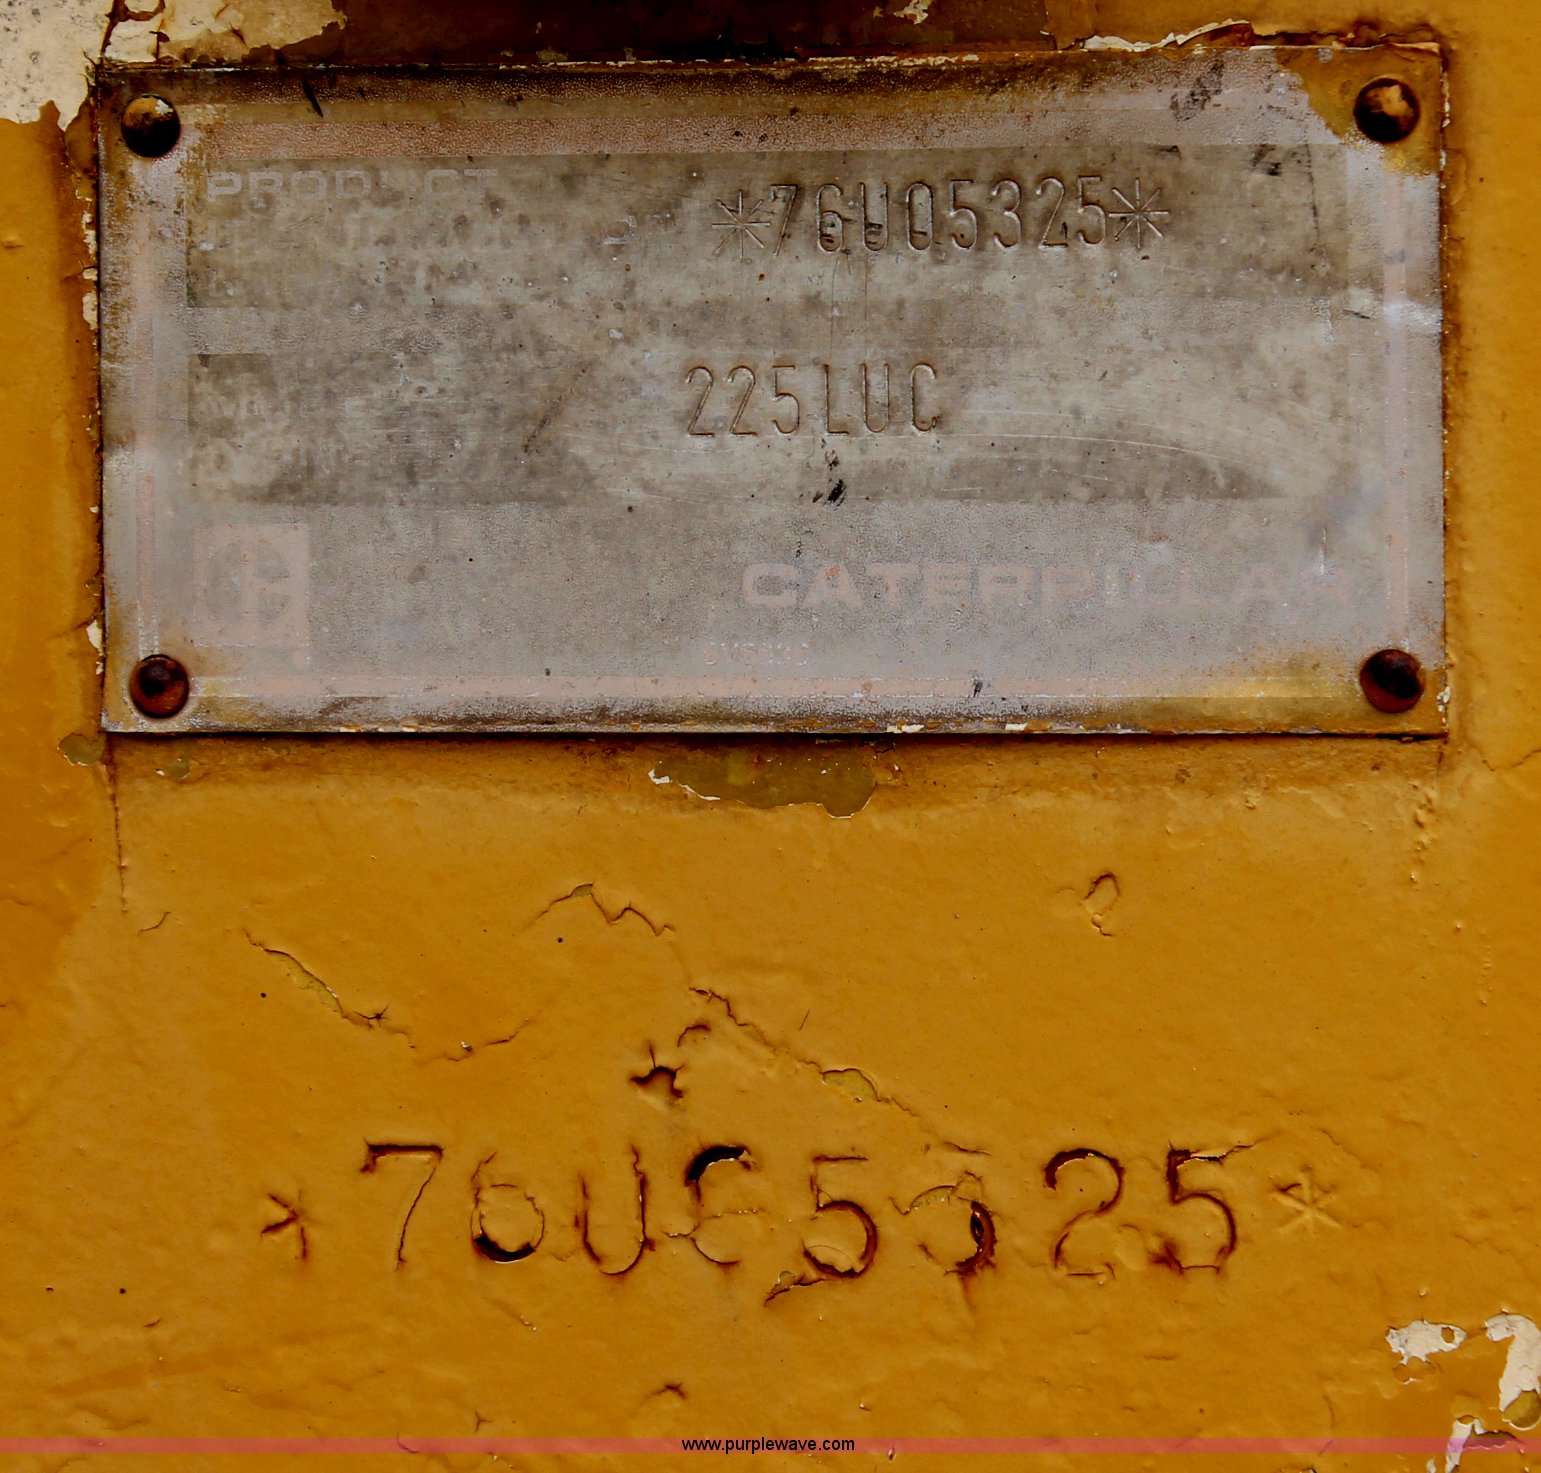 PRODUCT
*76U05325*
225LUC
CATERPILLAR
*76U05325*
www.purplewave.com